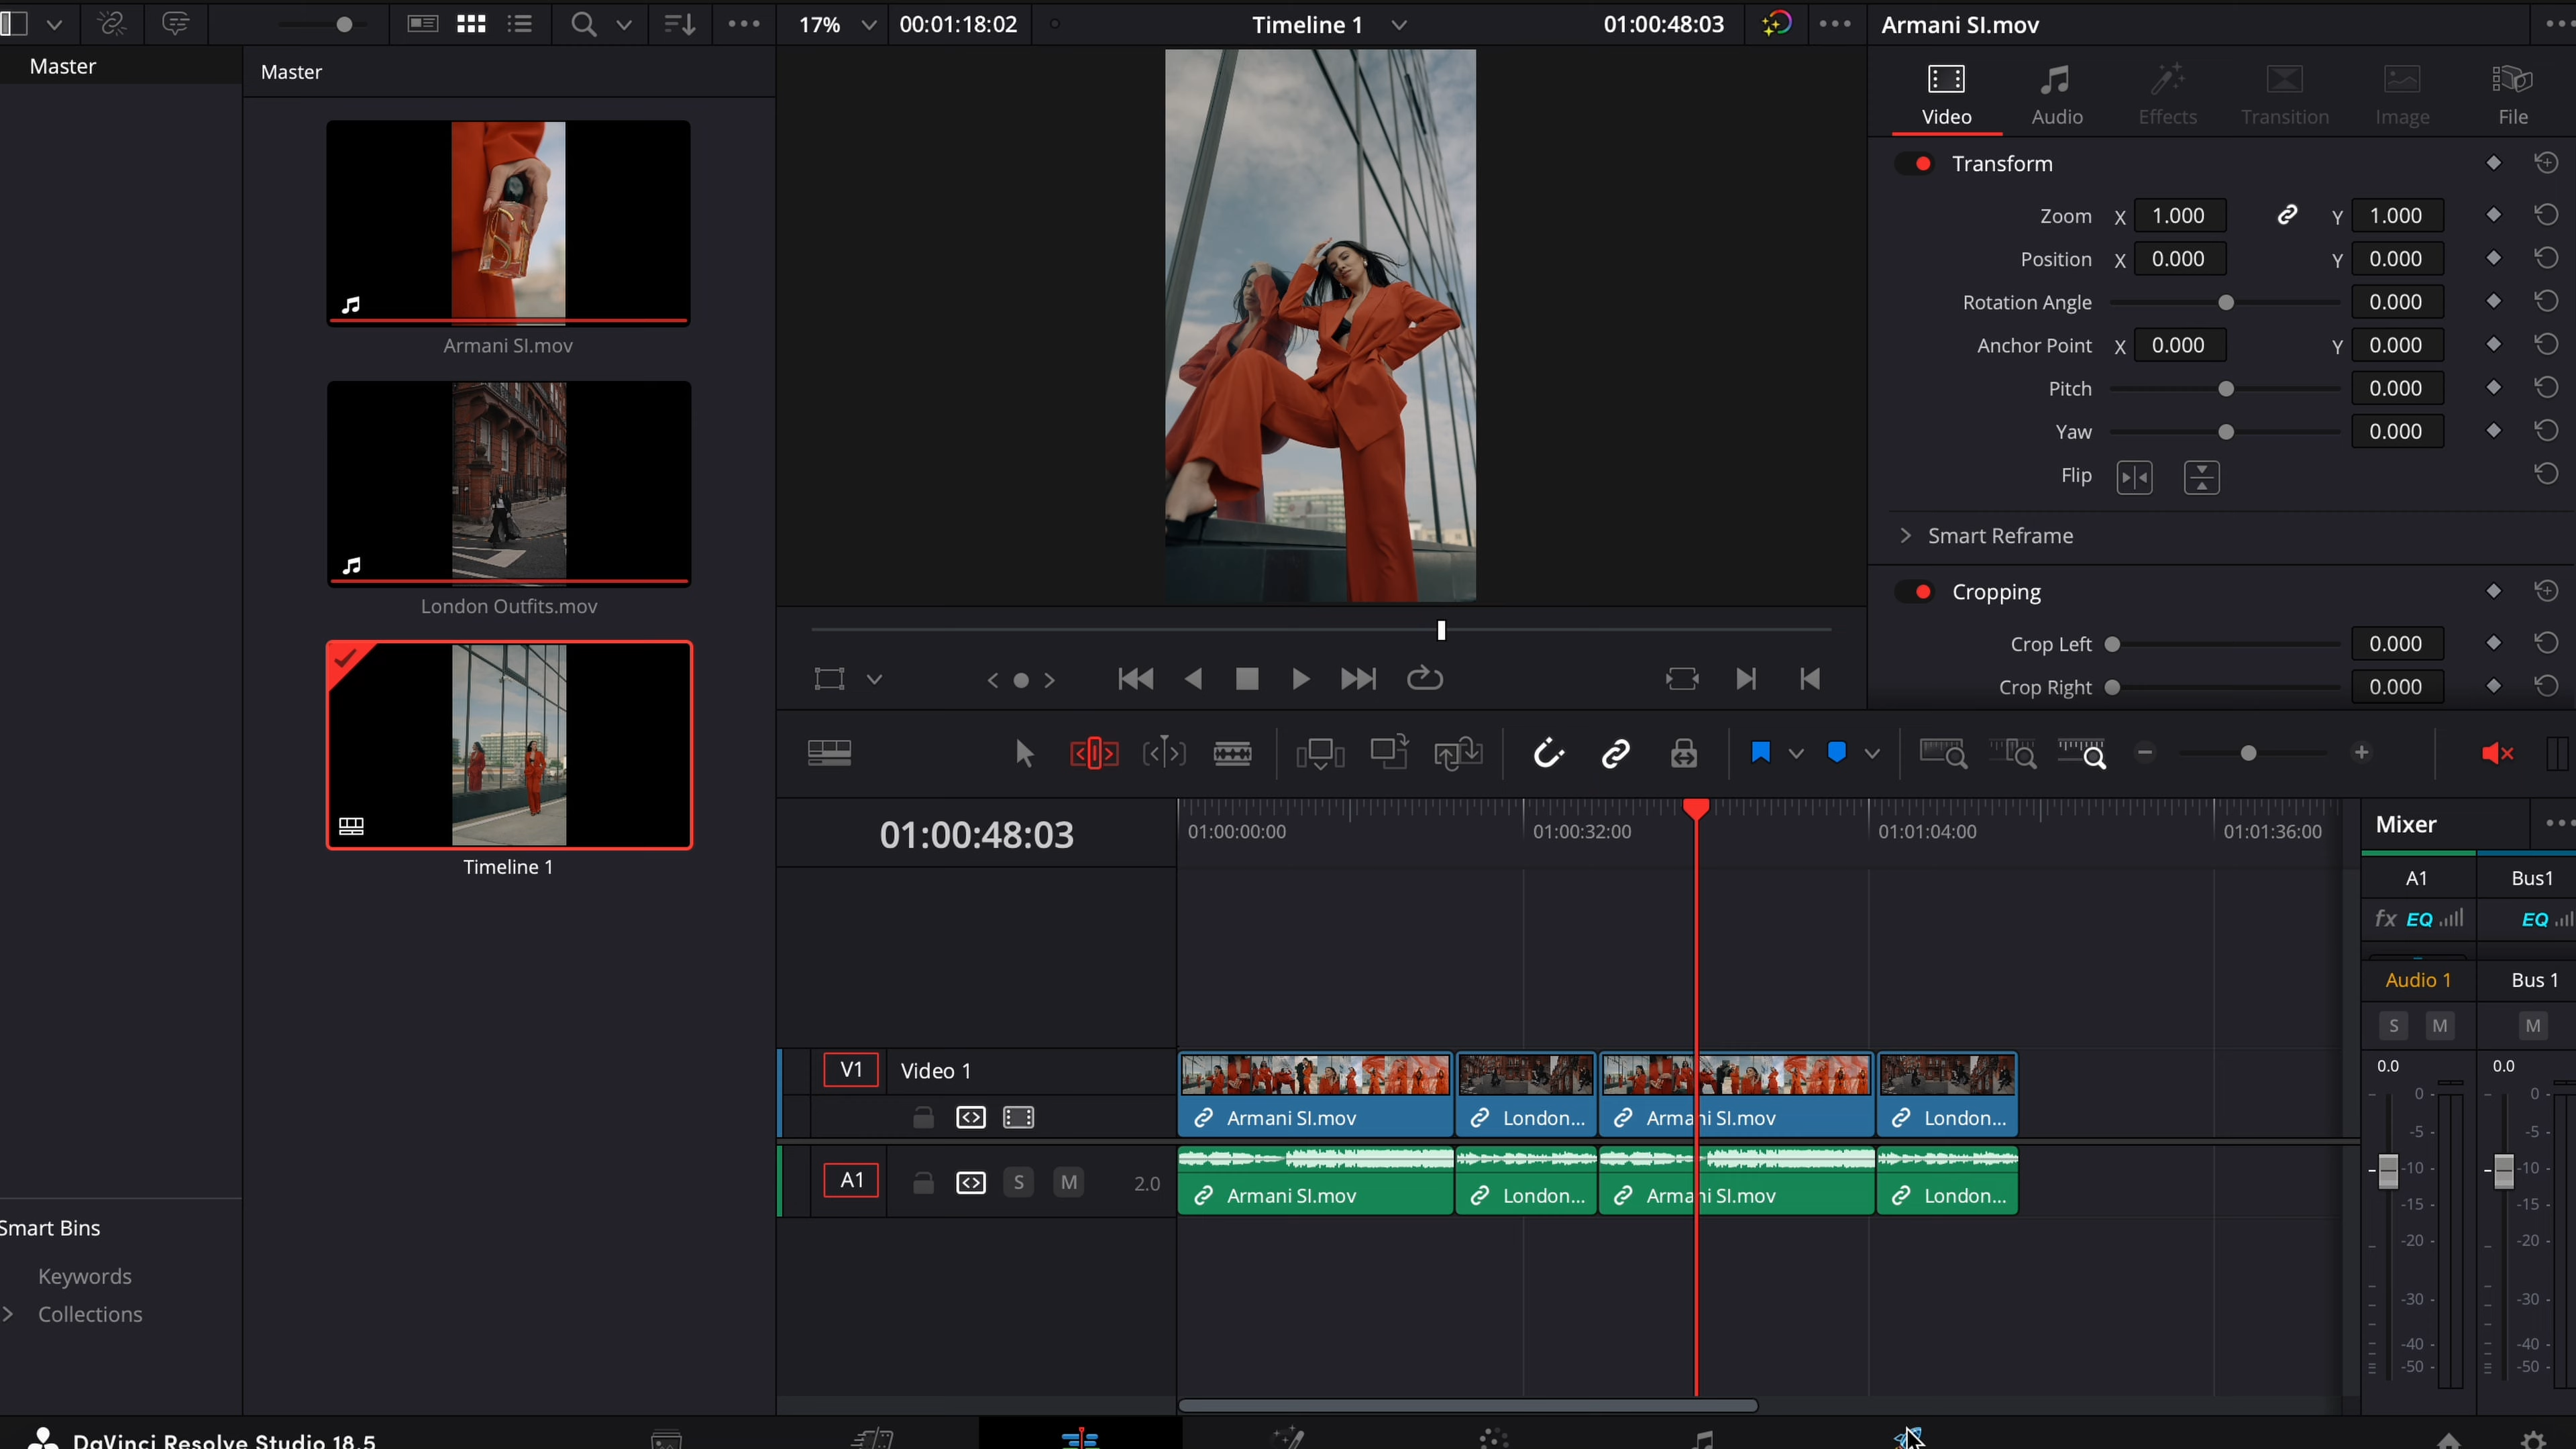 17%
00:01:18:02
Timeline 1
01:00:48:03
Armani SI.mov
Master
Master
Video
Audio
Effects
Transition
Image
File
Armani SI.mov
London Outfits.mov
Timeline 1
Transform
Zoom X 1.000 Y 1.000
Position X 0.000 Y 0.000
Rotation Angle 0.000
Anchor Point X 0.000 Y 0.000
Pitch 0.000
Yaw 0.000
Flip
Smart Reframe
Cropping
Crop Left 0.000
Crop Right 0.000
01:00:48:03
01:00:00:00
01:00:32:00
01:01:04:00
01:01:36:00
V1 Video 1
Armani SI.mov
London...
Armani SI.mov
London...
A1 S M 2.0
Armani SI.mov
London...
Armani SI.mov
London...
Mixer
A1 Bus1
fx EQ EQ
Audio 1 Bus 1
S M M
0.0 0.0
0 0
-5 -5
-10 -10
-15 -15
-20 -20
-30 -30
-40 -40
-50 -50
Smart Bins
Keywords
Collections
DaVinci Resolve Studio 18.5